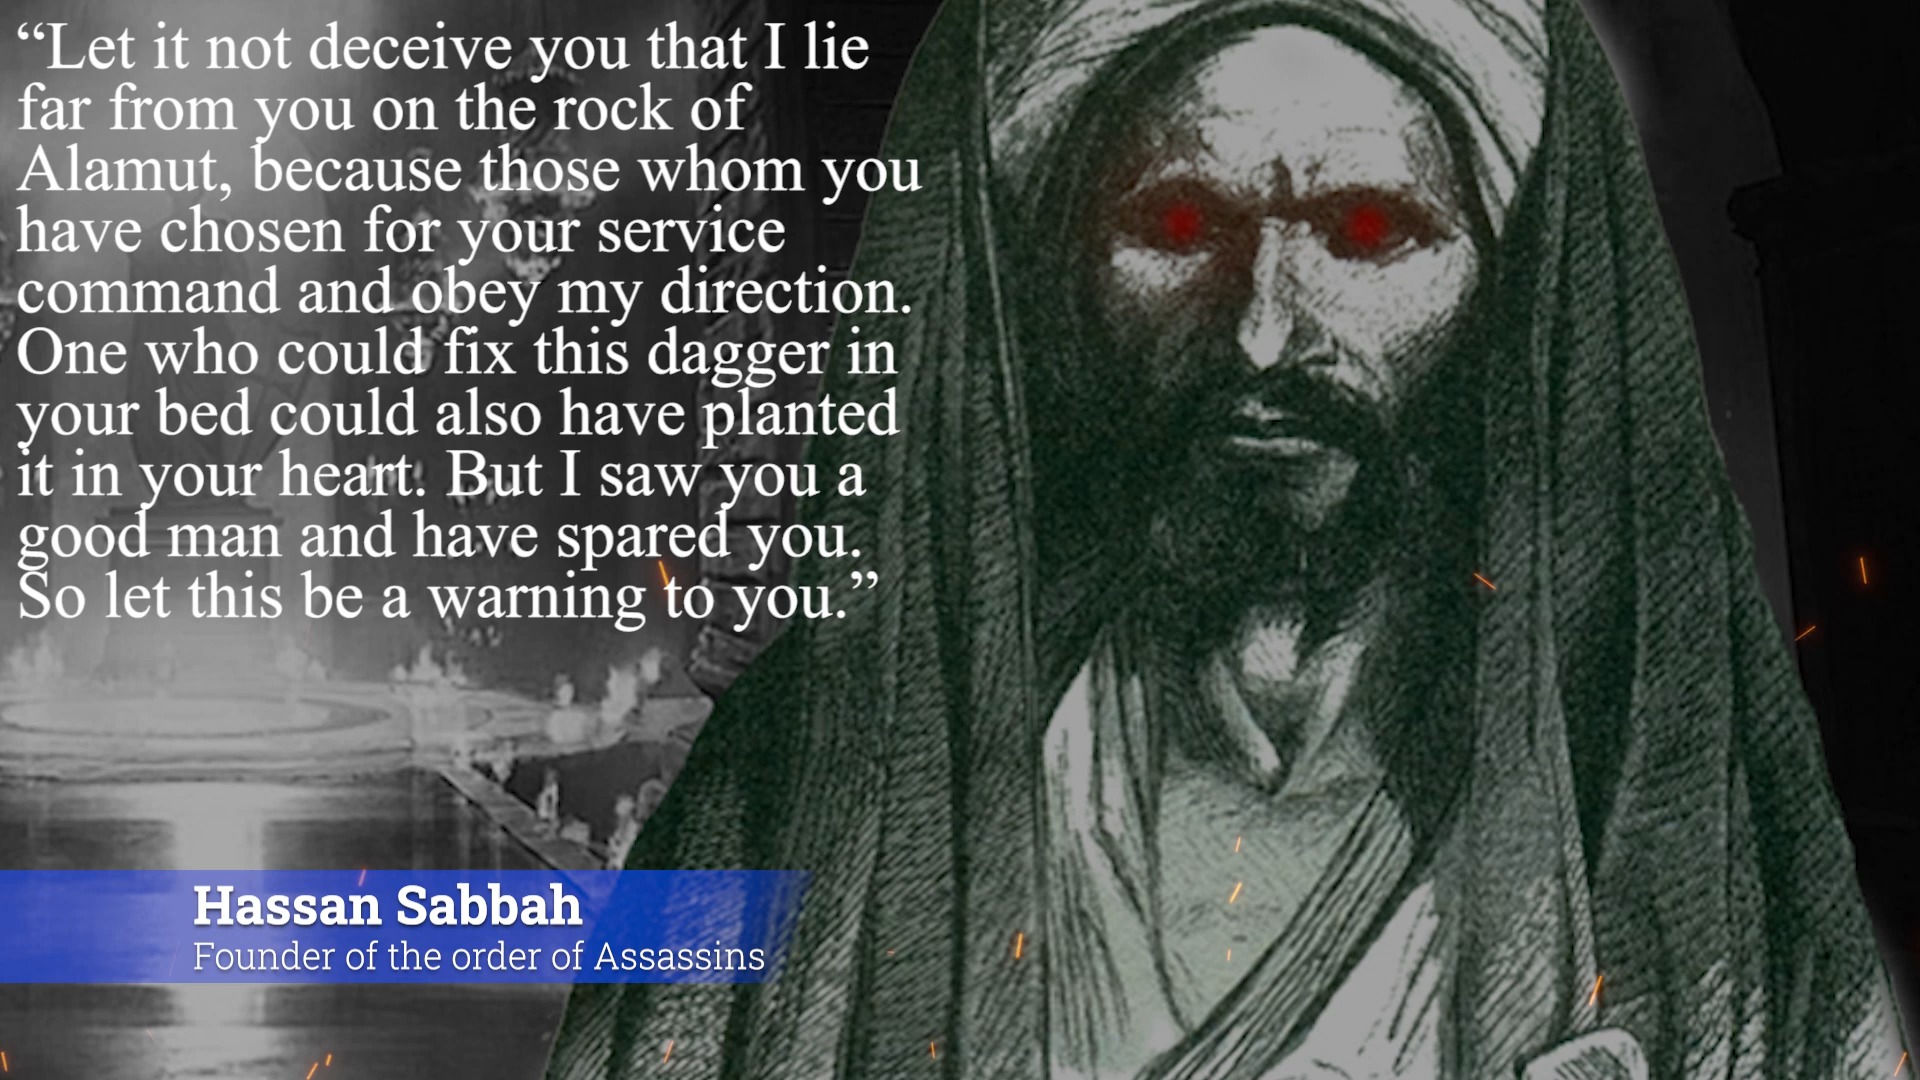 “Let it not deceive you that I lie
far from you on the rock of
Alamut, because those whom you
have chosen for your service
command and obey my direction.
One who could fix this dagger in
your bed could also have planted
it in your heart. But I saw you a
good man and have spared you.
So let this be a warning to you.”
Hassan Sabbah
Founder of the order of Assassins